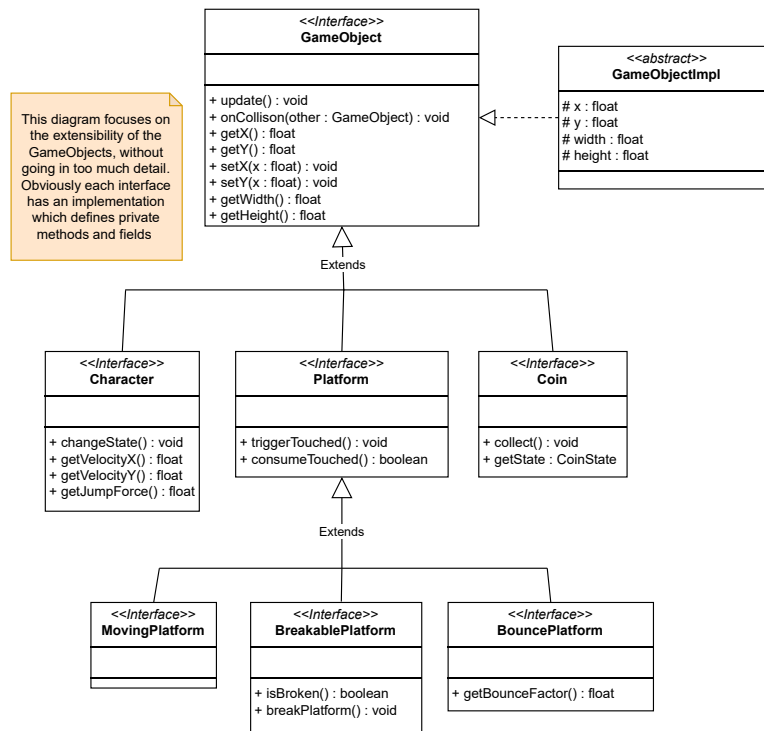 <<Interface>>
GameObject
+ update() : void
+ onCollison(other : GameObject) : void
+ getX() : float
+ getY() : float
+ setX(x : float) : void
+ setY(x : float) : void
+ getWidth() : float
+ getHeight() : float
<<abstract>>
GameObjectImpl
# x : float
# y : float
# width : float
# height : float
This diagram focuses on
the extensibility of the
GameObjects, without
going in too much detail.
Obviously each interface
has an implementation
which defines private
methods and fields
Extends
<<Interface>>
Character
+ changeState() : void
+ getVelocityX() : float
+ getVelocityY() : float
+ getJumpForce() : float
<<Interface>>
Platform
+ triggerTouched() : void
+ consumeTouched() : boolean
<<Interface>>
Coin
+ collect() : void
+ getState : CoinState
Extends
<<Interface>>
MovingPlatform
<<Interface>>
BreakablePlatform
+ isBroken() : boolean
+ breakPlatform() : void
<<Interface>>
BouncePlatform
+ getBounceFactor() : float